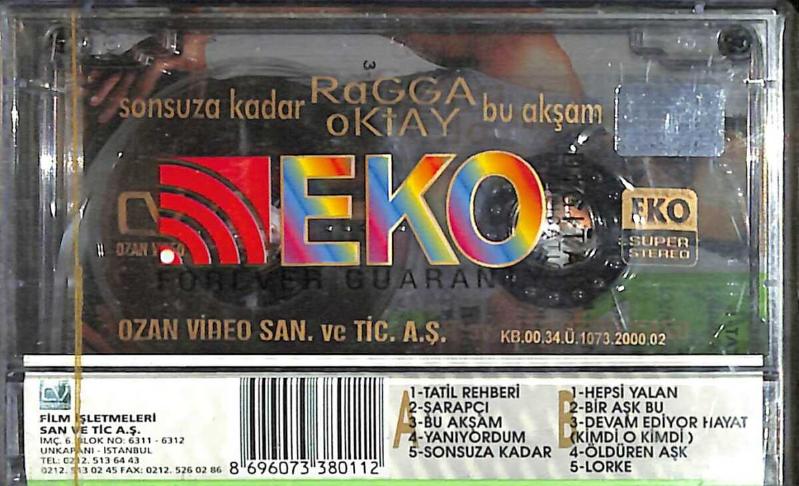 3
sonsuza kadar RaGGA oKtAY bu akşam
EKO
OZAN VİDEO
EKO
SUPER
STEREO
FOREVER GUARAN
OZAN VİDEO SAN. ve TİC. A.Ş.
KB.00.34.Ü.1073.2000.02
FİLM İŞLETMELERİ
SAN VE TİC A.Ş.
İMÇ. 6. BLOK NO: 6311 - 6312
UNKAPANI - İSTANBUL
TEL: 0212. 513 64 43
0212. 513 02 45 FAX: 0212. 526 02 86
8 696073 380112
A
1-TATİL REHBERİ
2-ŞARAPÇI
3-BU AKŞAM
4-YANIYORDUM
5-SONSUZA KADAR
B
1-HEPSİ YALAN
2-BİR AŞK BU
3-DEVAM EDİYOR HAYAT
(KİMDİ O KİMDİ)
4-ÖLDÜREN AŞK
5-LORKE